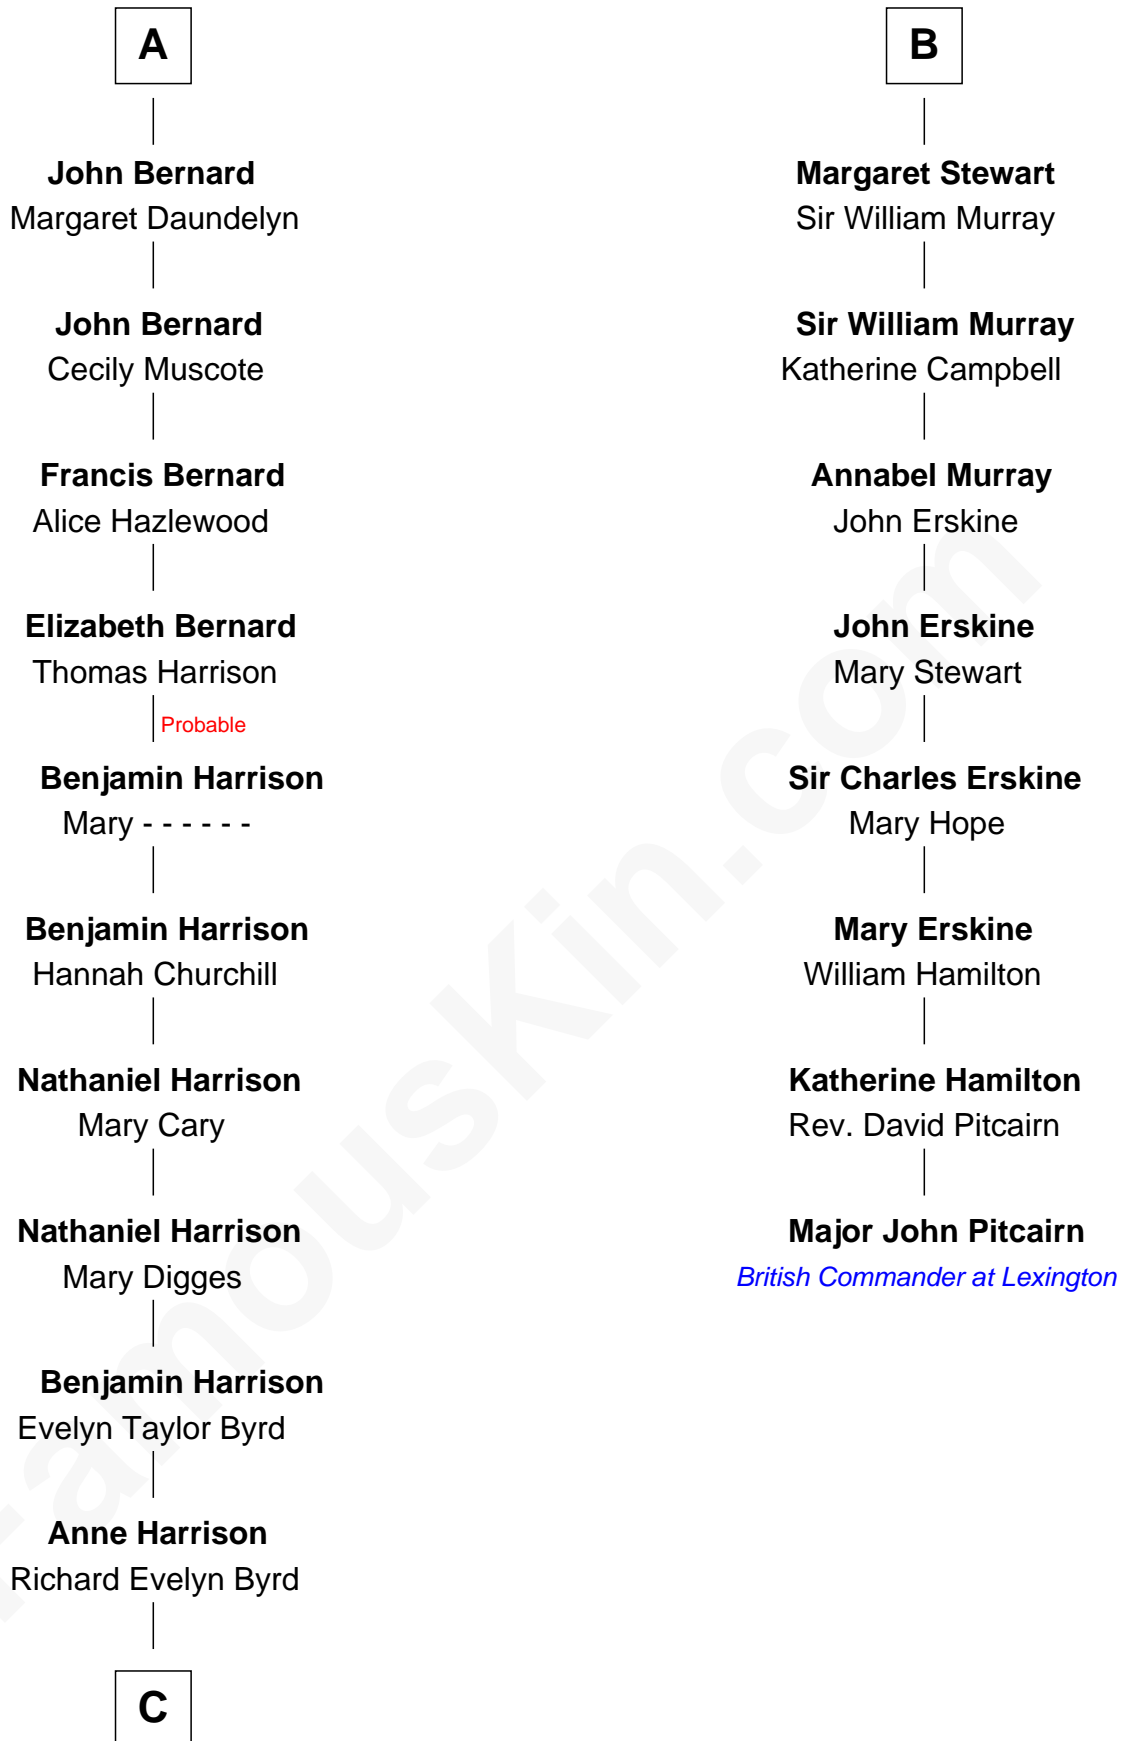 A
John Bernard
Margaret Daundelyn
John Bernard
Cecily Muscote
Francis Bernard
Alice Hazlewood
Elizabeth Bernard
Thomas Harrison
Probable
Benjamin Harrison
Mary - - - - - -
Benjamin Harrison
Hannah Churchill
Nathaniel Harrison
Mary Cary
Nathaniel Harrison
Mary Digges
Benjamin Harrison
Evelyn Taylor Byrd
Anne Harrison
Richard Evelyn Byrd
C
B
Margaret Stewart
Sir William Murray
Sir William Murray
Katherine Campbell
Annabel Murray
John Erskine
John Erskine
Mary Stewart
Sir Charles Erskine
Mary Hope
Mary Erskine
William Hamilton
Katherine Hamilton
Rev. David Pitcairn
Major John Pitcairn
British Commander at Lexington
FamousKin.com